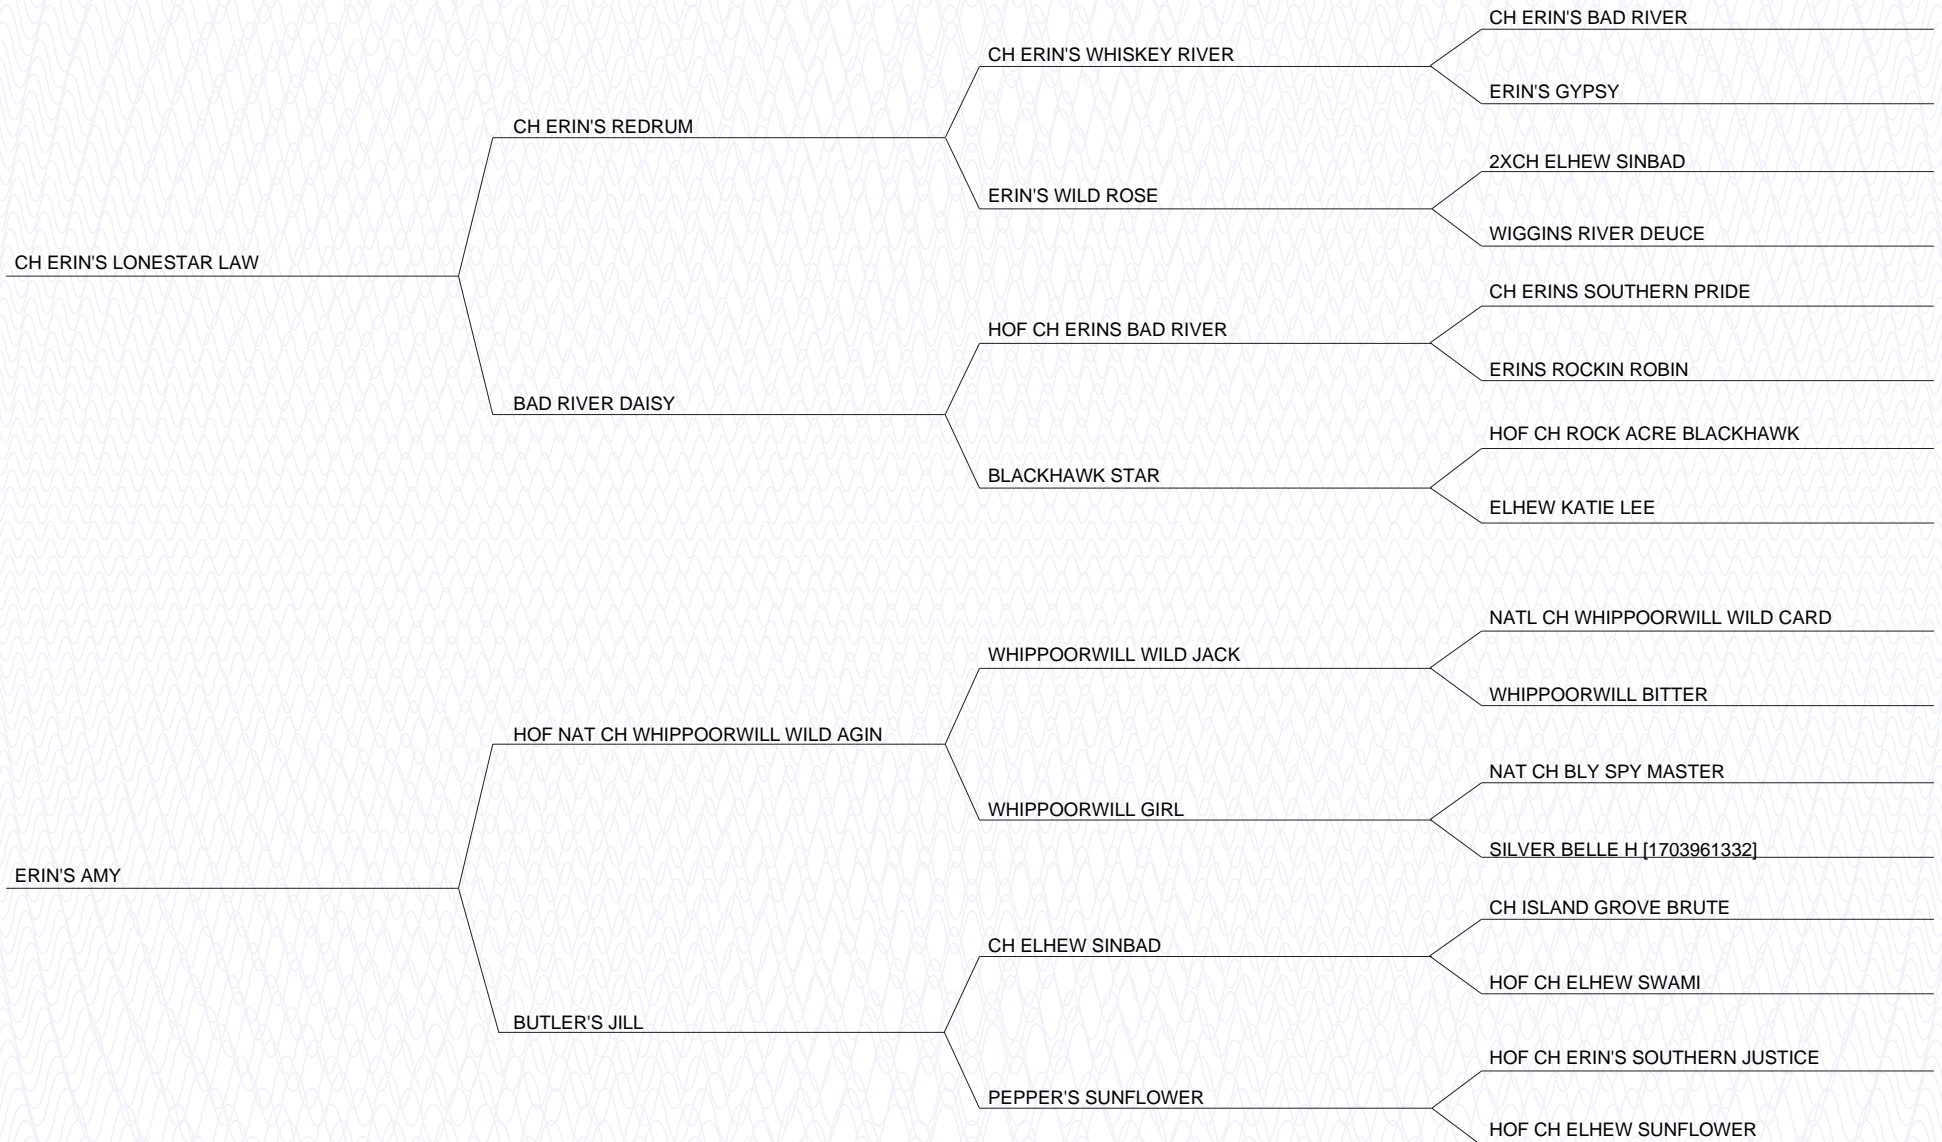 CH ERIN'S BAD RIVER
CH ERIN'S WHISKEY RIVER
ERIN'S GYPSY
CH ERIN'S REDRUM
2XCH ELHEW SINBAD
ERIN'S WILD ROSE
WIGGINS RIVER DEUCE
CH ERIN'S LONESTAR LAW
CH ERINS SOUTHERN PRIDE
HOF CH ERINS BAD RIVER
ERINS ROCKIN ROBIN
BAD RIVER DAISY
HOF CH ROCK ACRE BLACKHAWK
BLACKHAWK STAR
ELHEW KATIE LEE
NATL CH WHIPPOORWILL WILD CARD
WHIPPOORWILL WILD JACK
WHIPPOORWILL BITTER
HOF NAT CH WHIPPOORWILL WILD AGIN
NAT CH BLY SPY MASTER
WHIPPOORWILL GIRL
SILVER BELLE H [1703961332]
ERIN'S AMY
CH ISLAND GROVE BRUTE
CH ELHEW SINBAD
HOF CH ELHEW SWAMI
BUTLER'S JILL
HOF CH ERIN'S SOUTHERN JUSTICE
PEPPER'S SUNFLOWER
HOF CH ELHEW SUNFLOWER